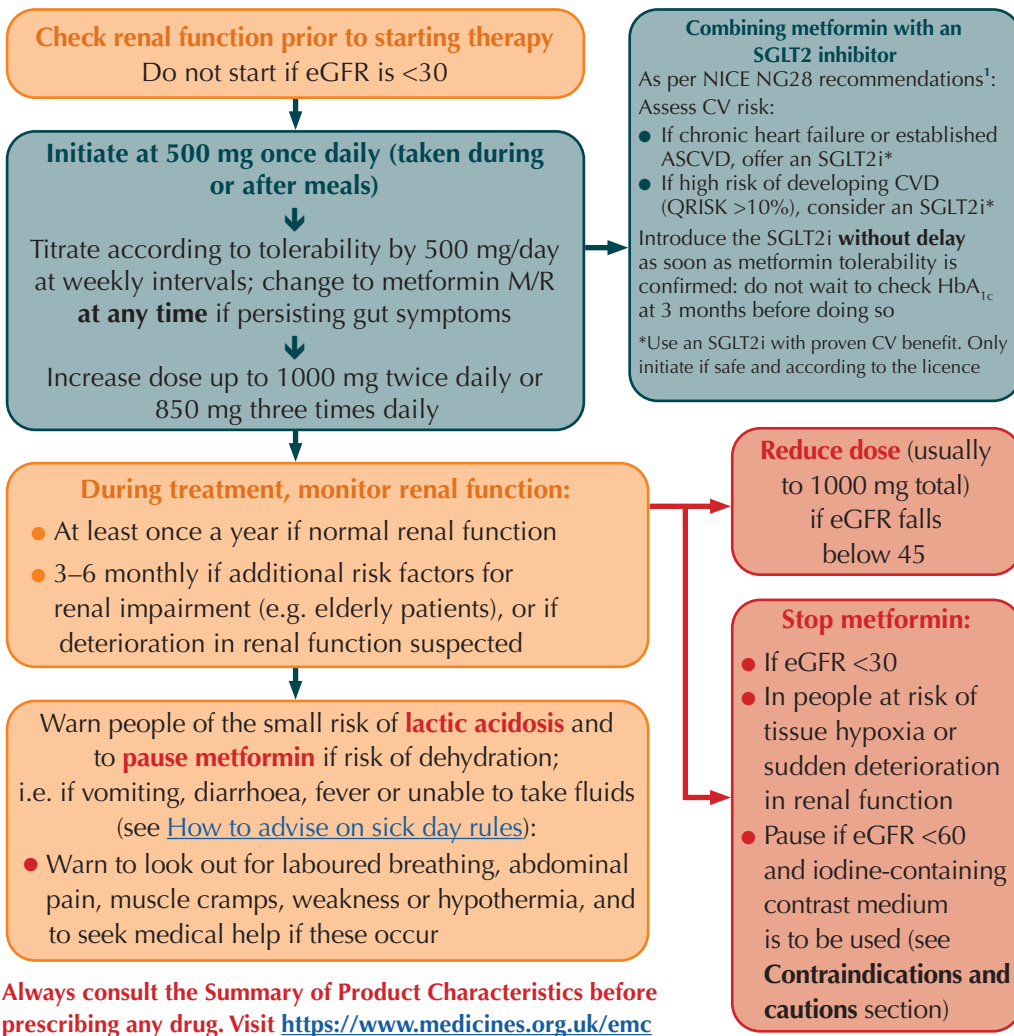 Check renal function prior to starting therapy
Do not start if eGFR is <30
Initiate at 500 mg once daily (taken during
or after meals)
Titrate according to tolerability by 500 mg/day
at weekly intervals; change to metformin M/R
at any time if persisting gut symptoms
Increase dose up to 1000 mg twice daily or
850 mg three times daily
Combining metformin with an
SGLT2 inhibitor
As per NICE NG28 recommendations¹:
Assess CV risk:
● If chronic heart failure or established
ASCVD, offer an SGLT2i*
● If high risk of developing CVD
(QRISK >10%), consider an SGLT2i*
Introduce the SGLT2i without delay
as soon as metformin tolerability is
confirmed: do not wait to check HbA1c
at 3 months before doing so
*Use an SGLT2i with proven CV benefit. Only
initiate if safe and according to the licence
During treatment, monitor renal function:
● At least once a year if normal renal function
● 3–6 monthly if additional risk factors for
renal impairment (e.g. elderly patients), or if
deterioration in renal function suspected
Reduce dose (usually
to 1000 mg total)
if eGFR falls
below 45
Stop metformin:
● If eGFR <30
● In people at risk of
tissue hypoxia or
sudden deterioration
in renal function
● Pause if eGFR <60
and iodine-containing
contrast medium
is to be used (see
Contraindications and
cautions section)
Warn people of the small risk of lactic acidosis and
to pause metformin if risk of dehydration;
i.e. if vomiting, diarrhoea, fever or unable to take fluids
(see How to advise on sick day rules):
● Warn to look out for laboured breathing, abdominal
pain, muscle cramps, weakness or hypothermia, and
to seek medical help if these occur
Always consult the Summary of Product Characteristics before
prescribing any drug. Visit https://www.medicines.org.uk/emc